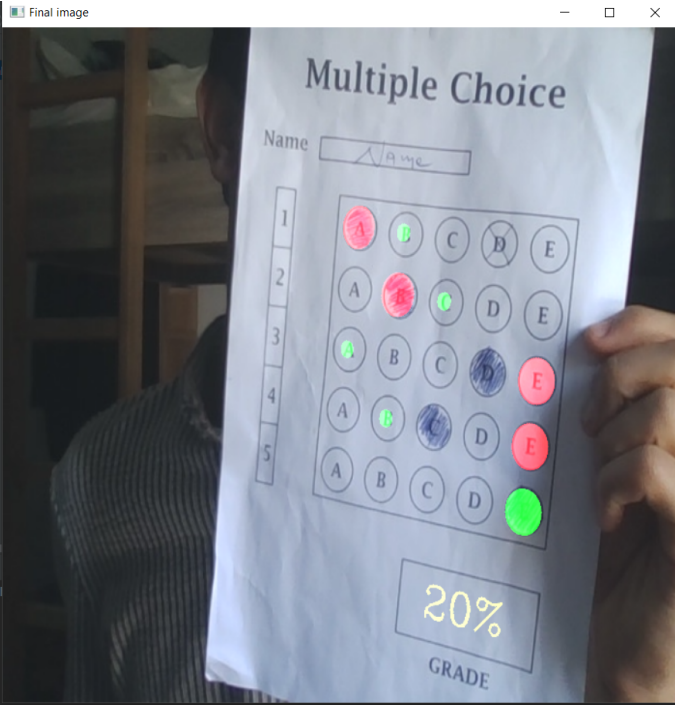 Final image
Multiple Choice
Name Name
1 A B C D E
2 A B C D E
3 A B C D E
4 A B C D E
5 A B C D E
20%
GRADE